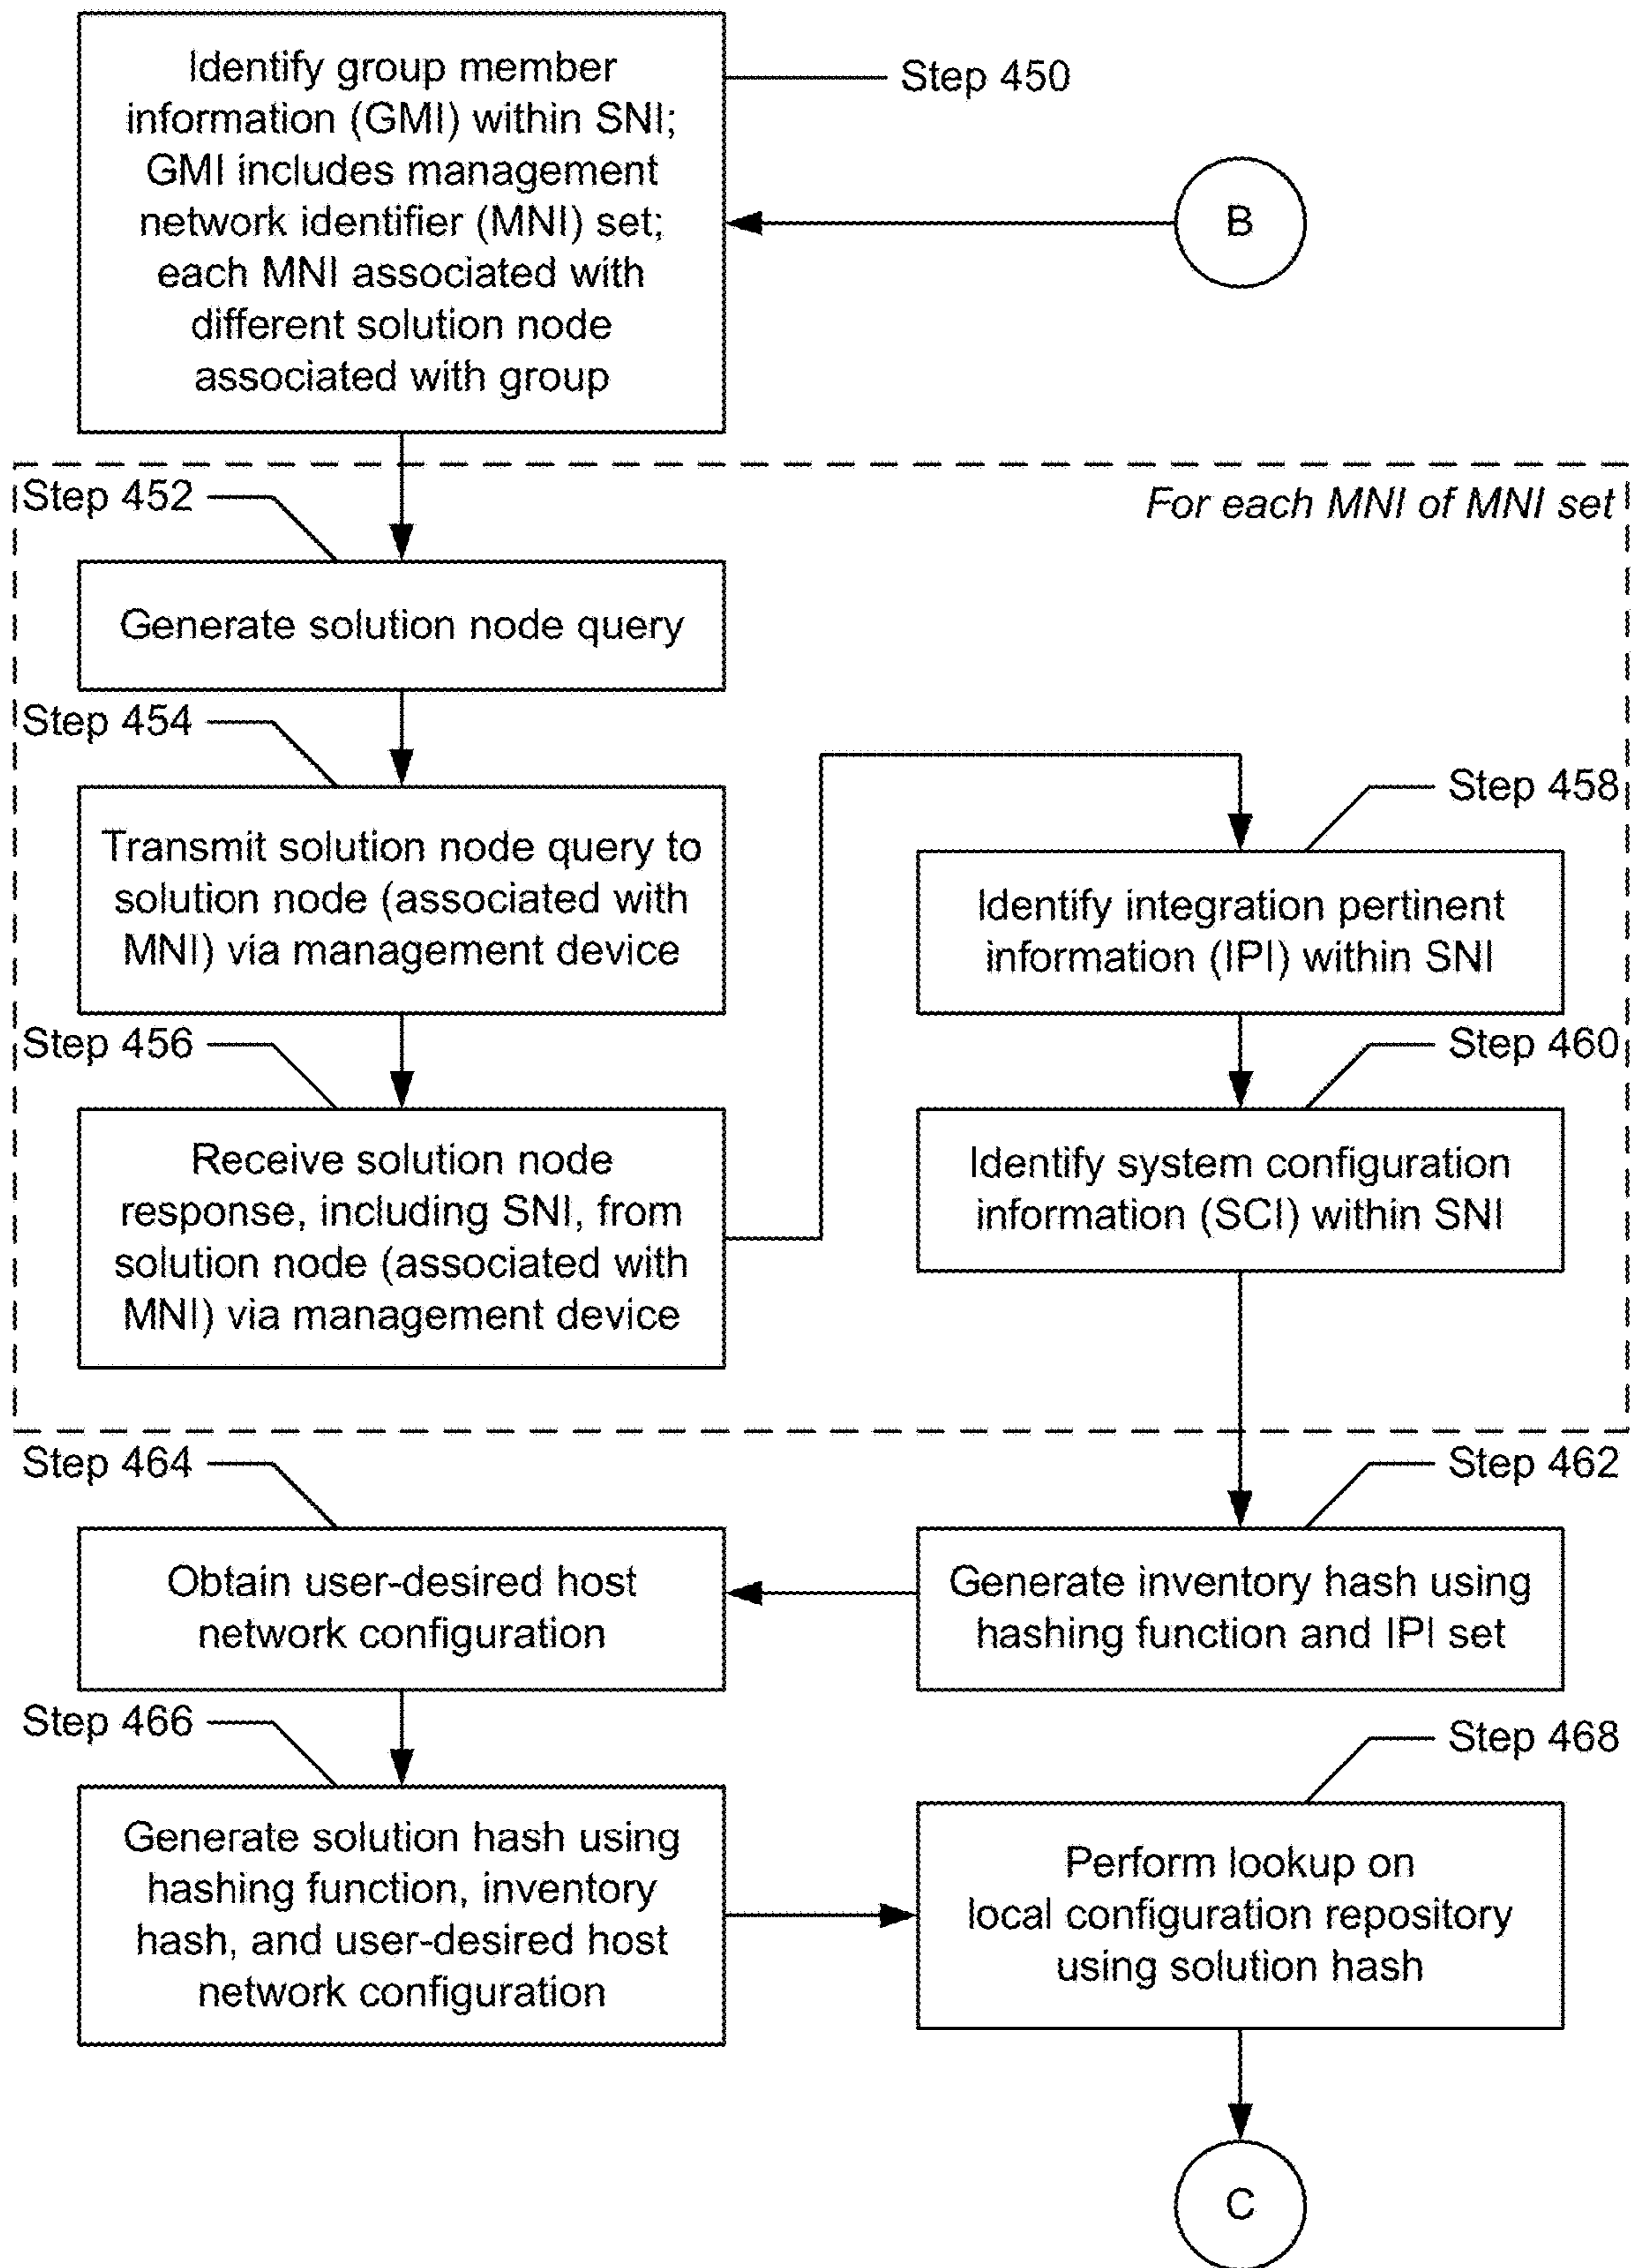 Identify group member
information (GMI) within SNI;
GMI includes management
network identifier (MNI) set;
each MNI associated with
different solution node
associated with group
Step 450
B
For each MNI of MNI set
Step 452
Generate solution node query
Step 454
Transmit solution node query to
solution node (associated with
MNI) via management device
Step 456
Receive solution node
response, including SNI, from
solution node (associated with
MNI) via management device
Step 458
Identify integration pertinent
information (IPI) within SNI
Step 460
Identify system configuration
information (SCI) within SNI
Step 462
Generate inventory hash using
hashing function and IPI set
Step 464
Obtain user-desired host
network configuration
Step 466
Generate solution hash using
hashing function, inventory
hash, and user-desired host
network configuration
Step 468
Perform lookup on
local configuration repository
using solution hash
C